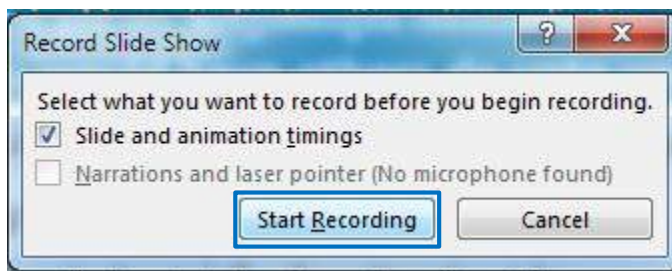 Record Slide Show
Select what you want to record before you begin recording.
Slide and animation timings
Narrations and laser pointer (No microphone found)
Start Recording
Cancel